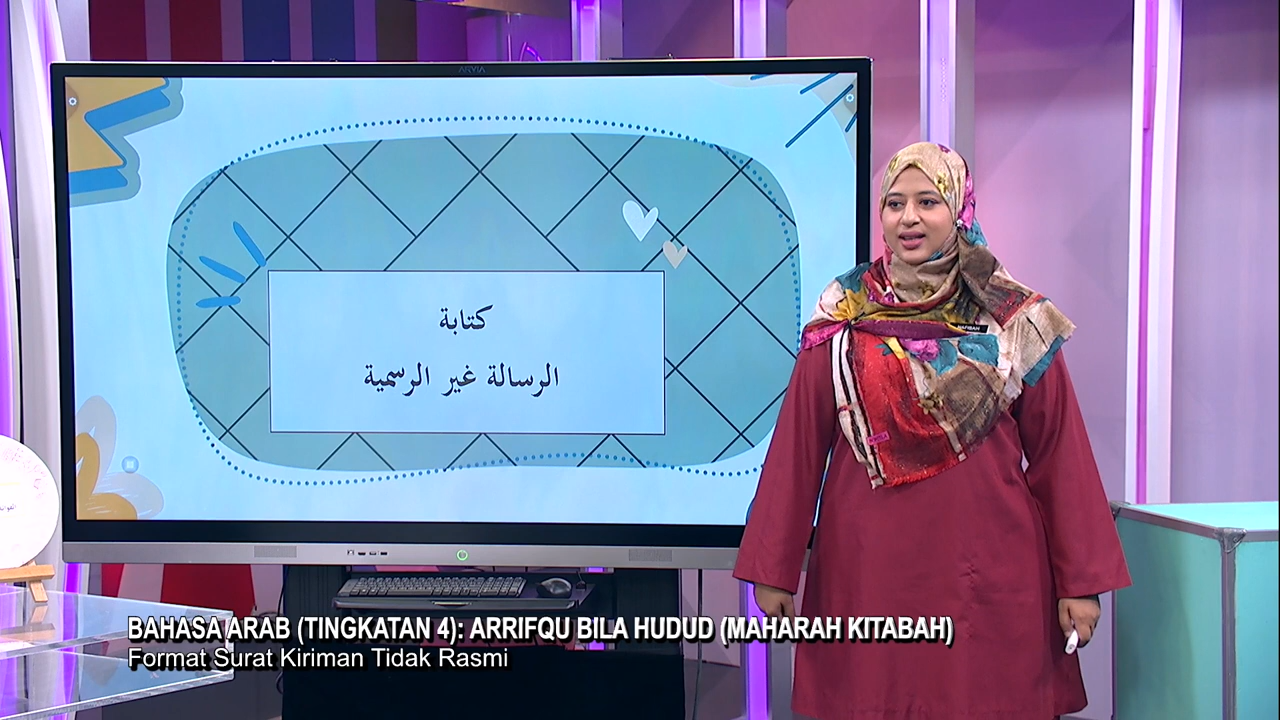 كتابة
الرسالة غير الرسمية
BAHASA ARAB (TINGKATAN 4): ARRIFQU BILA HUDUD (MAHARAH KITABAH)
Format Surat Kiriman Tidak Rasmi